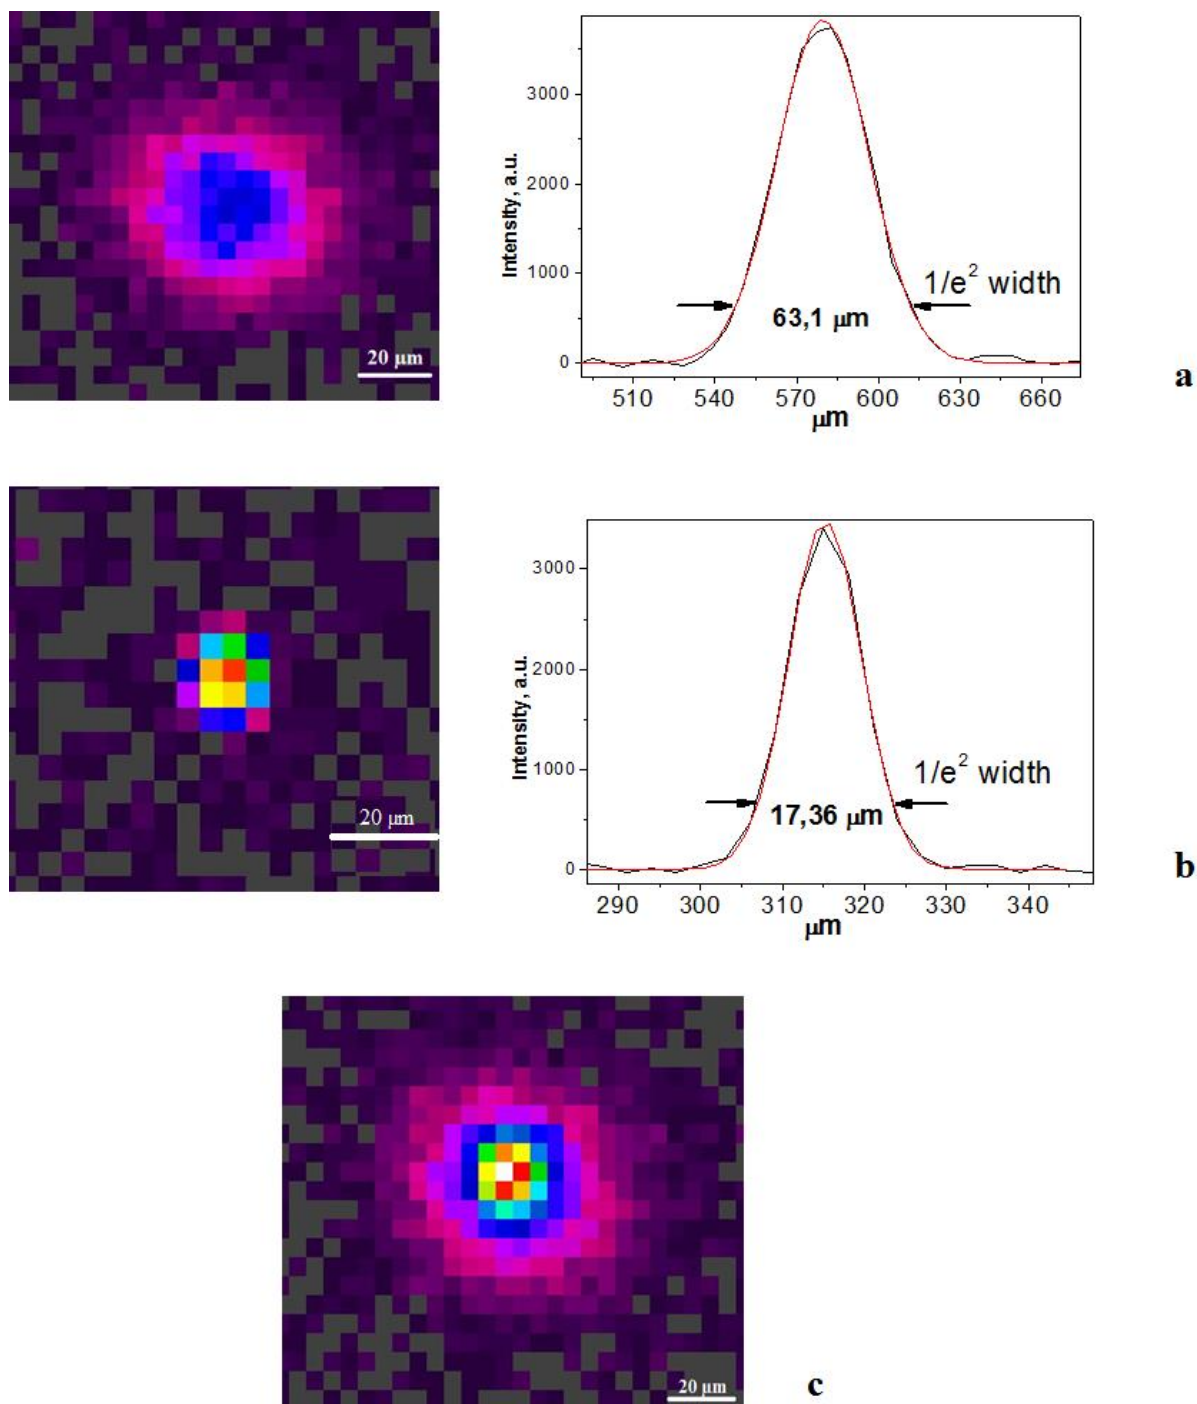 20 μm
Intensity, a.u.
3000
2000
1000
0
1/e² width
63,1 μm
510 540 570 600 630 660
μm
a
20 μm
Intensity, a.u.
3000
2000
1000
0
1/e² width
17,36 μm
290 300 310 320 330 340
μm
b
20 μm
c